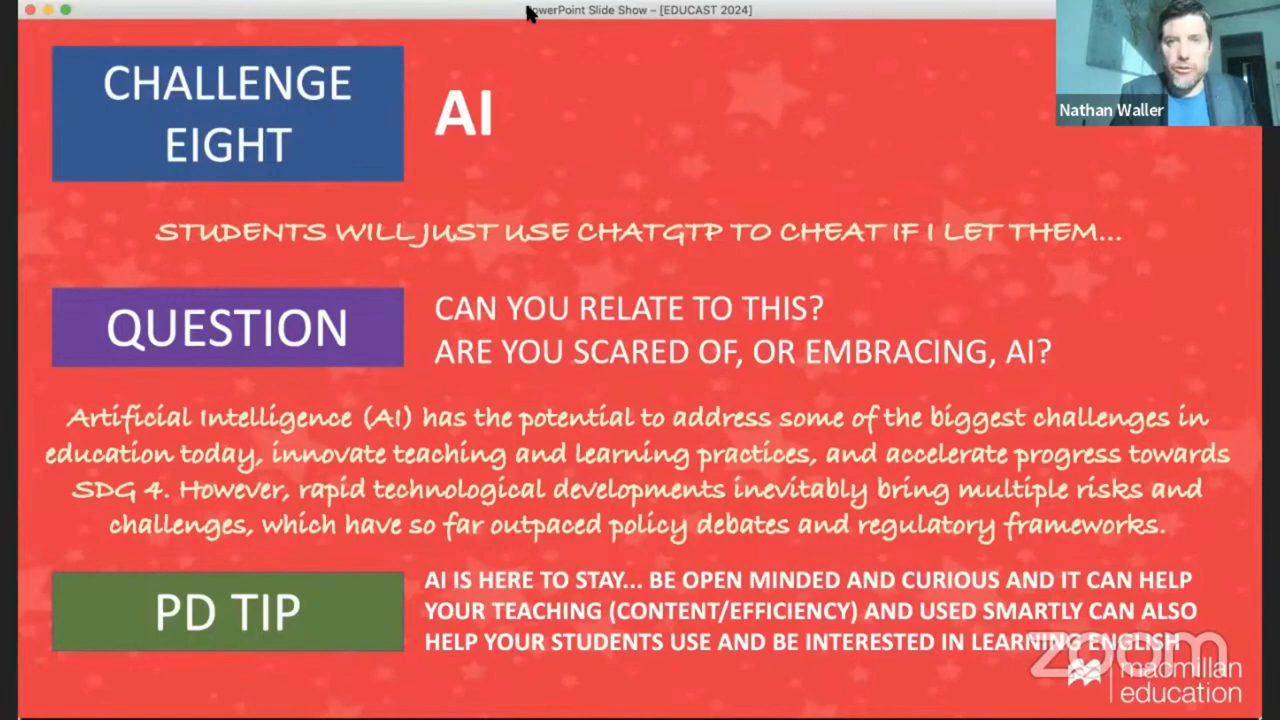 PowerPoint Slide Show – [EDUCAST 2024]
Nathan Waller
CHALLENGE
EIGHT
AI
STUDENTS WILL JUST USE CHATGTP TO CHEAT IF I LET THEM...
QUESTION
CAN YOU RELATE TO THIS?
ARE YOU SCARED OF, OR EMBRACING, AI?
Artificial Intelligence (AI) has the potential to address some of the biggest challenges in
education today, innovate teaching and learning practices, and accelerate progress towards
SDG 4. However, rapid technological developments inevitably bring multiple risks and
challenges, which have so far outpaced policy debates and regulatory frameworks.
PD TIP
AI IS HERE TO STAY... BE OPEN MINDED AND CURIOUS AND IT CAN HELP
YOUR TEACHING (CONTENT/EFFICIENCY) AND USED SMARTLY CAN ALSO
HELP YOUR STUDENTS USE AND BE INTERESTED IN LEARNING ENGLISH
zoom
macmillan
education